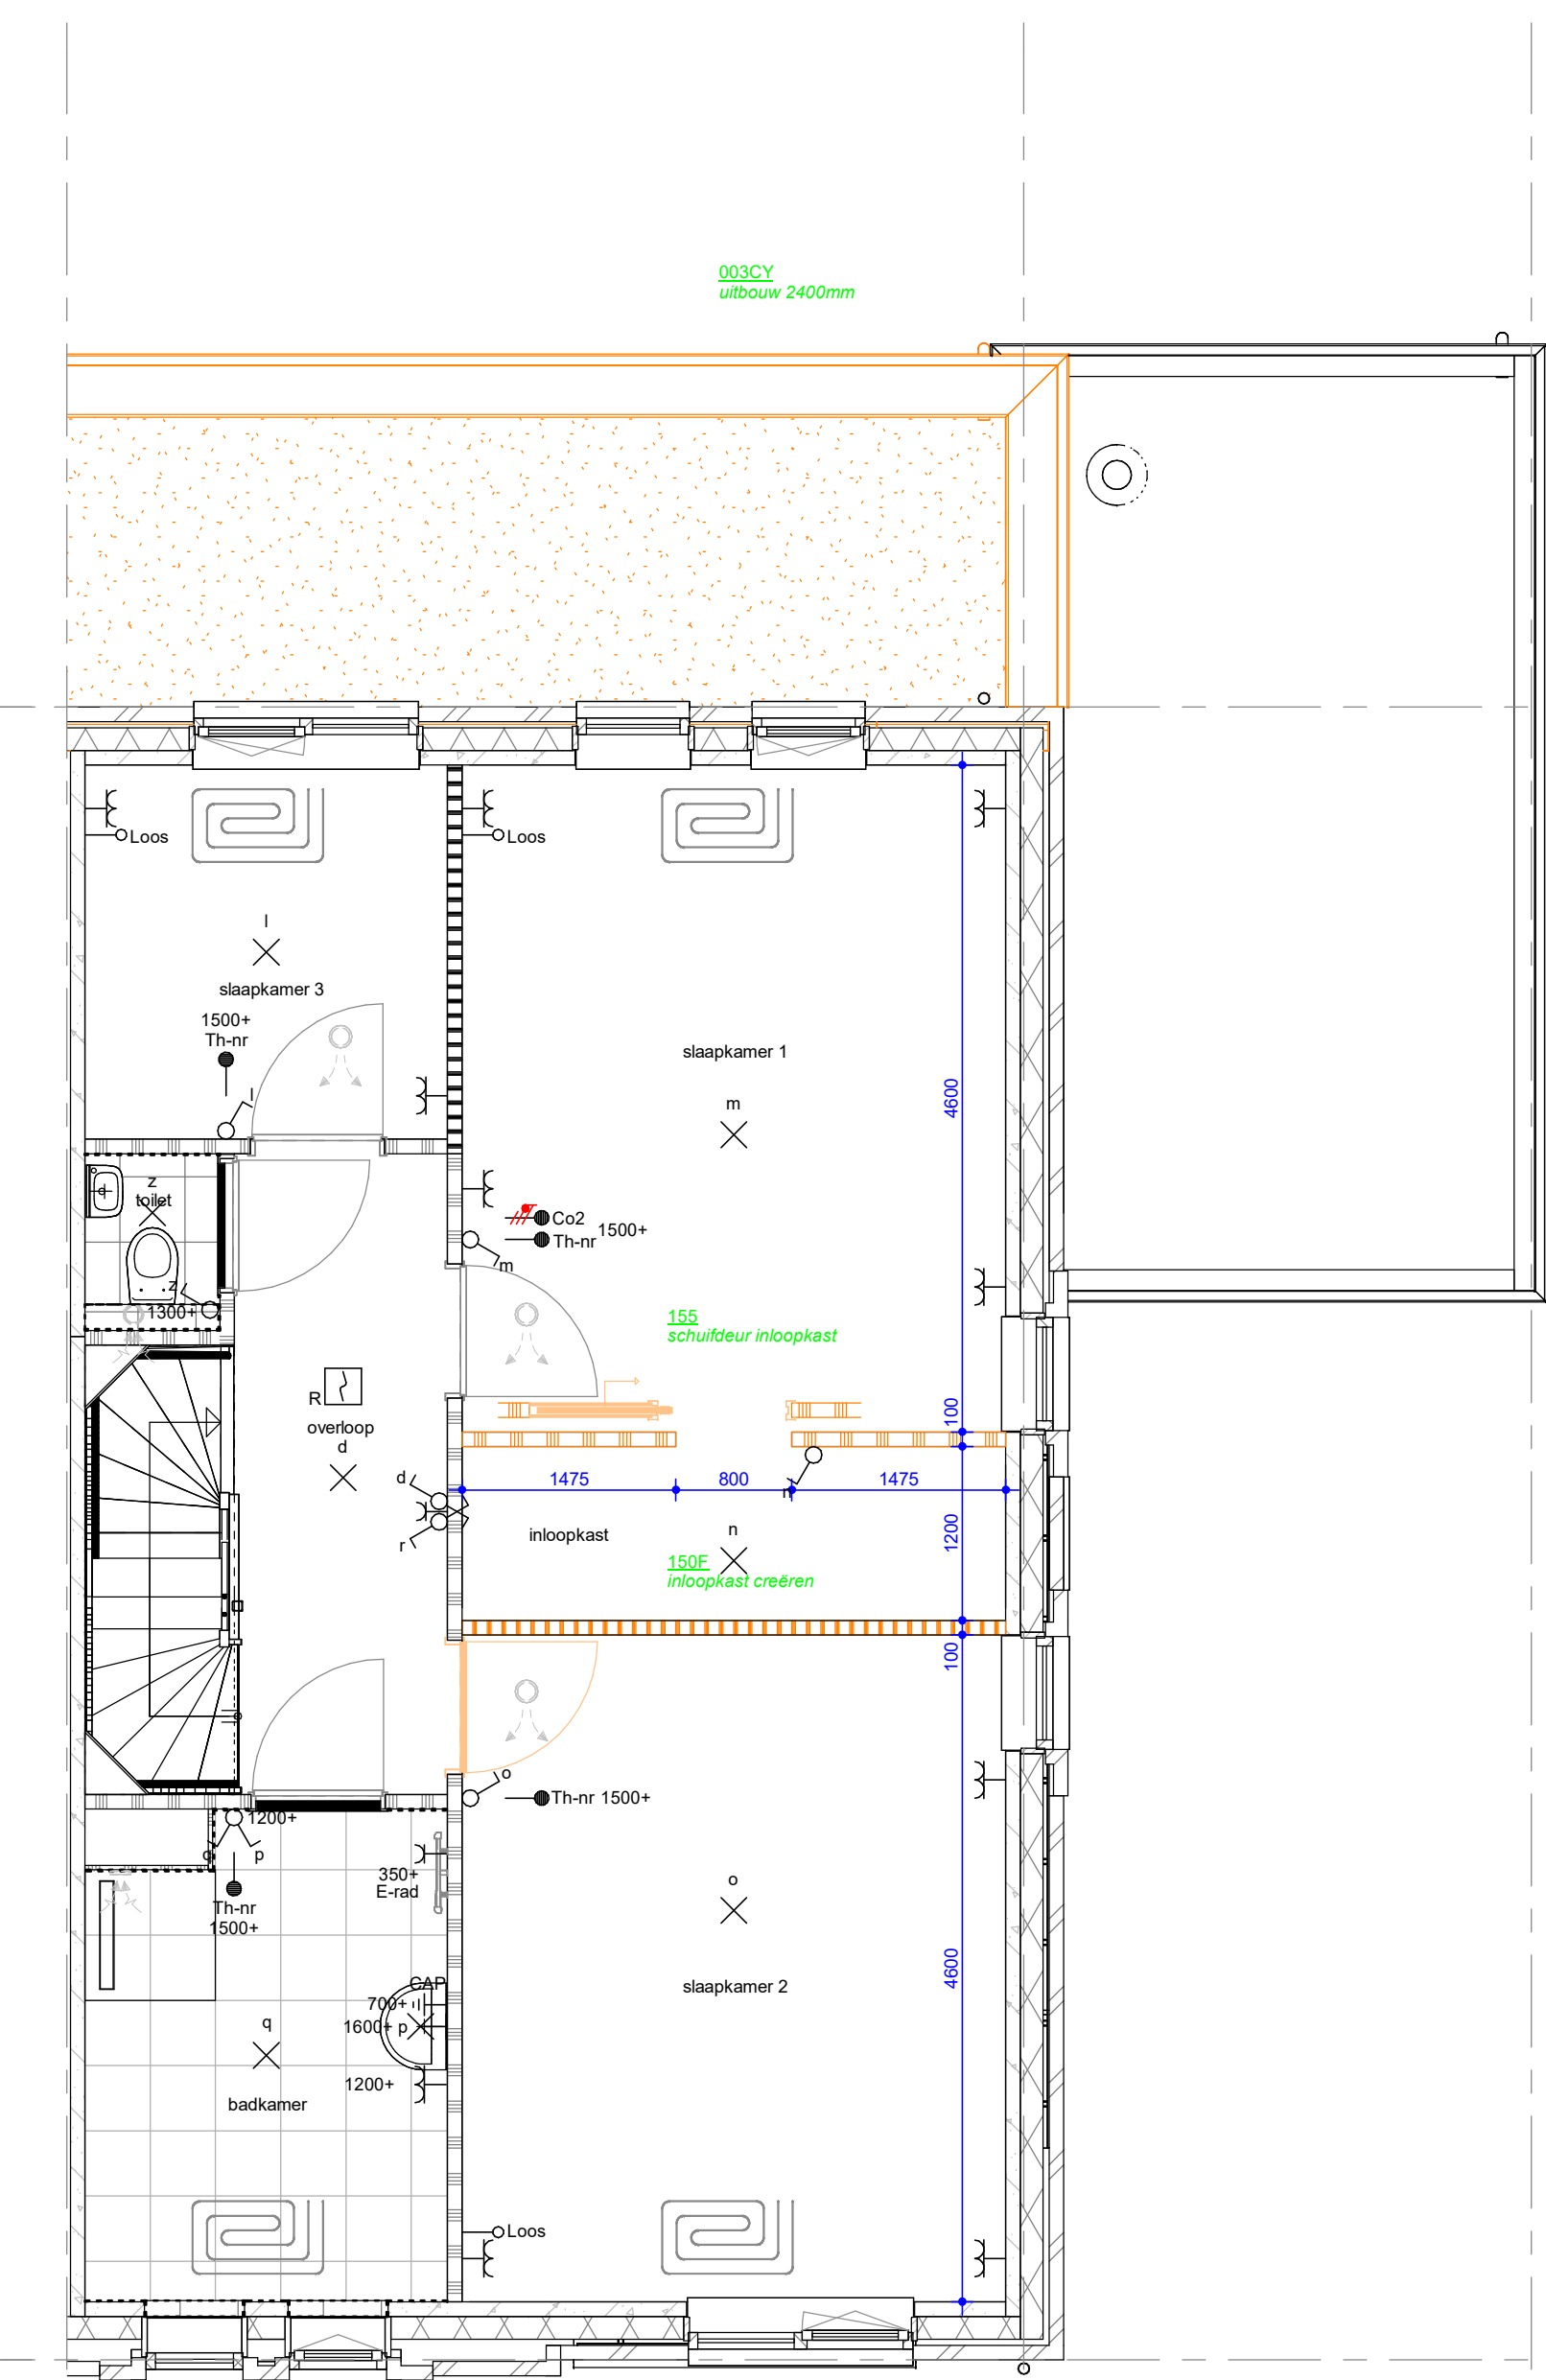 003CY
uitbouw 2400mm
Loos
Loos
l
slaapkamer 3
1500+
Th-nr
l
slaapkamer 1
m
4600
z
toilet
Co2
Th-nr
1500+
m
z
1300+
155
schuifdeur inloopkast
R
overloop
d
100
d
1475
800
1475
n
r
inloopkast
n
1200
150F
inloopkast creëren
100
o
Th-nr 1500+
1200+
q
p
350+
E-rad
Th-nr
1500+
o
4600
slaapkamer 2
CAP
700+
1600+ p
q
1200+
badkamer
Loos